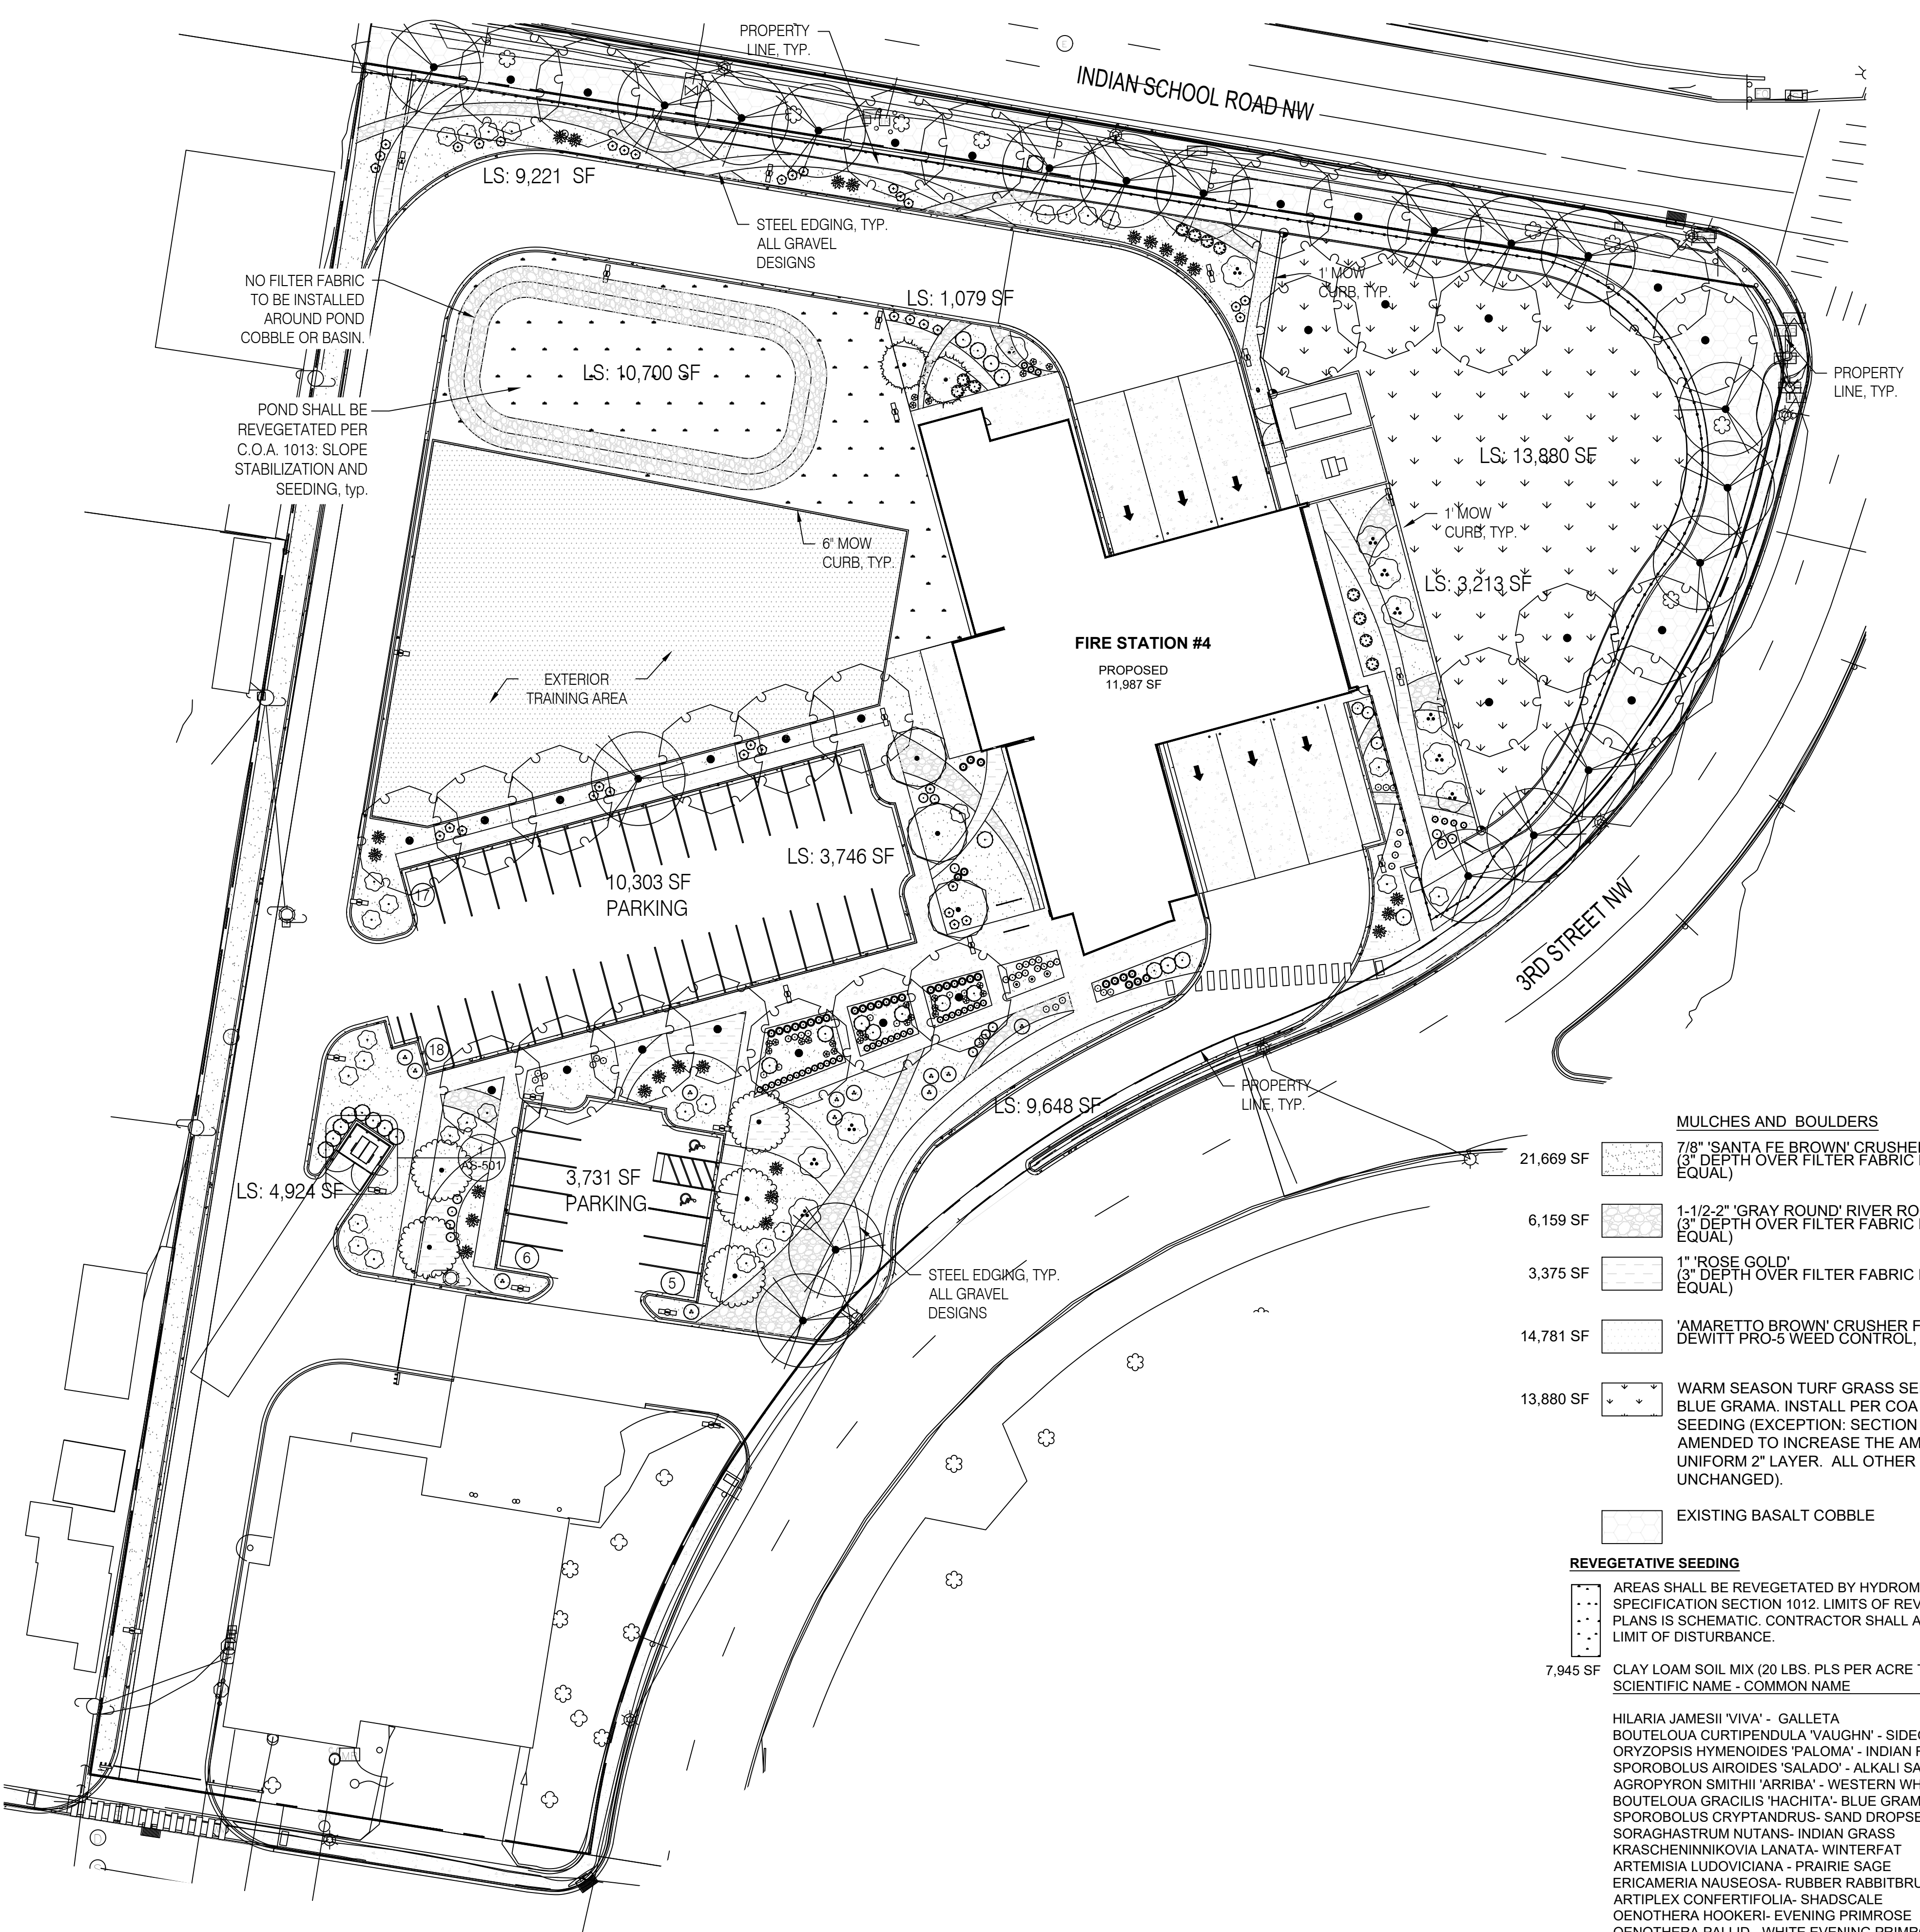 PROPERTY
LINE, TYP.
INDIAN SCHOOL ROAD NW
LS: 9,221 SF
STEEL EDGING, TYP.
ALL GRAVEL
DESIGNS
NO FILTER FABRIC
TO BE INSTALLED
AROUND POND
COBBLE OR BASIN.
1' MOW
CURB, TYP.
LS: 1,079 SF
LS: 10,700 SF
PROPERTY
LINE, TYP.
POND SHALL BE
REVEGETATED PER
C.O.A. 1013: SLOPE
STABILIZATION AND
SEEDING, typ.
LS: 13,880 SF
1' MOW
CURB, TYP.
6" MOW
CURB, TYP.
LS: 3,213 SF
FIRE STATION #4
PROPOSED
11,987 SF
EXTERIOR
TRAINING AREA
LS: 3,746 SF
10,303 SF
PARKING
17
3RD STREET NW
18
PROPERTY
LINE, TYP.
LS: 9,648 SF
1
AS-501
LS: 4,924 SF
3,731 SF
PARKING
6
5
STEEL EDGING, TYP.
ALL GRAVEL
DESIGNS
MULCHES AND BOULDERS
21,669 SF
7/8" 'SANTA FE BROWN' CRUSHER
(3" DEPTH OVER FILTER FABRIC
EQUAL)
6,159 SF
1-1/2-2" 'GRAY ROUND' RIVER RO
(3" DEPTH OVER FILTER FABRIC
EQUAL)
3,375 SF
1" 'ROSE GOLD'
(3" DEPTH OVER FILTER FABRIC
EQUAL)
14,781 SF
'AMARETTO BROWN' CRUSHER F
DEWITT PRO-5 WEED CONTROL,
13,880 SF
WARM SEASON TURF GRASS SE
BLUE GRAMA. INSTALL PER COA
SEEDING (EXCEPTION: SECTION
AMENDED TO INCREASE THE AM
UNIFORM 2" LAYER. ALL OTHER
UNCHANGED).
EXISTING BASALT COBBLE
REVEGETATIVE SEEDING
AREAS SHALL BE REVEGETATED BY HYDROM
SPECIFICATION SECTION 1012. LIMITS OF REV
PLANS IS SCHEMATIC. CONTRACTOR SHALL A
LIMIT OF DISTURBANCE.
7,945 SF
CLAY LOAM SOIL MIX (20 LBS. PLS PER ACRE T
SCIENTIFIC NAME - COMMON NAME
HILARIA JAMESII 'VIVA' - GALLETA
BOUTELOUA CURTIPENDULA 'VAUGHN' - SIDE
ORYZOPSIS HYMENOIDES 'PALOMA' - INDIAN
SPOROBOLUS AIROIDES 'SALADO' - ALKALI SA
AGROPYRON SMITHII 'ARRIBA' - WESTERN WH
BOUTELOUA GRACILIS 'HACHITA'- BLUE GRAM
SPOROBOLUS CRYPTANDRUS- SAND DROPSE
SORAGHASTRUM NUTANS- INDIAN GRASS
KRASCHENINNIKOVIA LANATA- WINTERFAT
ARTEMISIA LUDOVICIANA - PRAIRIE SAGE
ERICAMERIA NAUSEOSA- RUBBER RABBITBRU
ARTIPLEX CONFERTIFOLIA- SHADSCALE
OENOTHERA HOOKERI- EVENING PRIMROSE